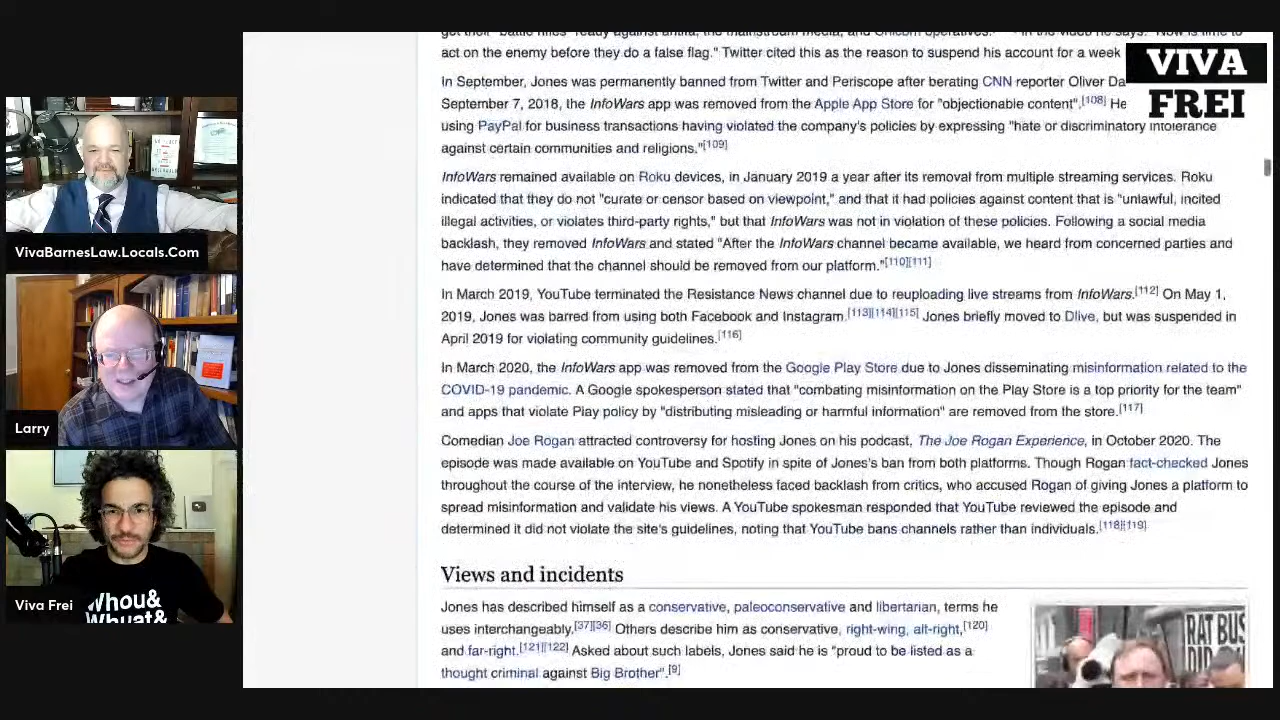 act on the enemy before they do a false flag." Twitter cited this as the reason to suspend his account for a week
In September, Jones was permanently banned from Twitter and Periscope after berating CNN reporter Oliver Da
September 7, 2018, the InfoWars app was removed from the Apple App Store for "objectionable content".[108] He
using PayPal for business transactions having violated the company's policies by expressing "hate or discriminatory intolerance
against certain communities and religions."[109]
InfoWars remained available on Roku devices, in January 2019 a year after its removal from multiple streaming services. Roku
indicated that they do not "curate or censor based on viewpoint," and that it had policies against content that is "unlawful, incited
illegal activities, or violates third-party rights," but that InfoWars was not in violation of these policies. Following a social media
backlash, they removed InfoWars and stated "After the InfoWars channel became available, we heard from concerned parties and
have determined that the channel should be removed from our platform."[110][111]
In March 2019, YouTube terminated the Resistance News channel due to reuploading live streams from InfoWars.[112] On May 1,
2019, Jones was barred from using both Facebook and Instagram.[113][114][115] Jones briefly moved to Dlive, but was suspended in
April 2019 for violating community guidelines.[116]
In March 2020, the InfoWars app was removed from the Google Play Store due to Jones disseminating misinformation related to the
COVID-19 pandemic. A Google spokesperson stated that "combating misinformation on the Play Store is a top priority for the team"
and apps that violate Play policy by "distributing misleading or harmful information" are removed from the store.[117]
Comedian Joe Rogan attracted controversy for hosting Jones on his podcast, The Joe Rogan Experience, in October 2020. The
episode was made available on YouTube and Spotify in spite of Jones's ban from both platforms. Though Rogan fact-checked Jones
throughout the course of the interview, he nonetheless faced backlash from critics, who accused Rogan of giving Jones a platform to
spread misinformation and validate his views. A YouTube spokesman responded that YouTube reviewed the episode and
determined it did not violate the site's guidelines, noting that YouTube bans channels rather than individuals.[118][119]
Views and incidents
Jones has described himself as a conservative, paleoconservative and libertarian, terms he
uses interchangeably.[37][36] Others describe him as conservative, right-wing, alt-right,[120]
and far-right.[121][122] Asked about such labels, Jones said he is "proud to be listed as a
thought criminal against Big Brother".[9]
VIVA
FREI
VivaBarnesLaw.Locals.Com
Larry
Viva Frei
Whou&
Whuat&
RAT BUS